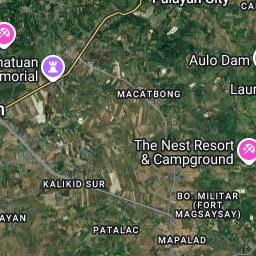 Palayan City
natuan
emorial
Aulo Dam
MACATBONG
Laur
n
The Nest Resort
& Campground
KALIKID SUR
BO. MILITAR
(FORT
MAGSAYSAY)
AYAN
PATALAC
MAPALAD